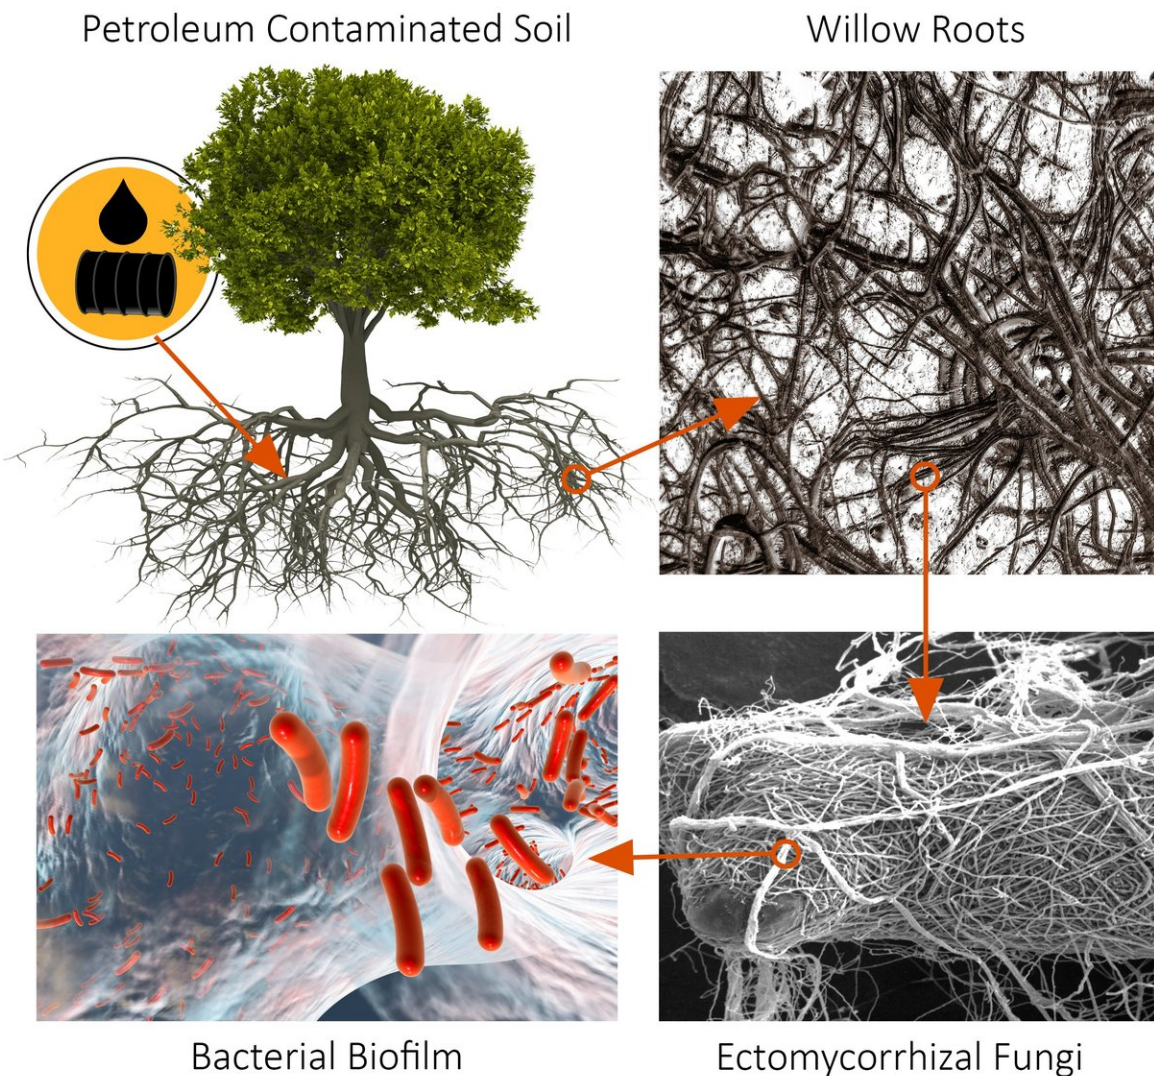 Petroleum Contaminated Soil
Willow Roots
Bacterial Biofilm
Ectomycorrhizal Fungi